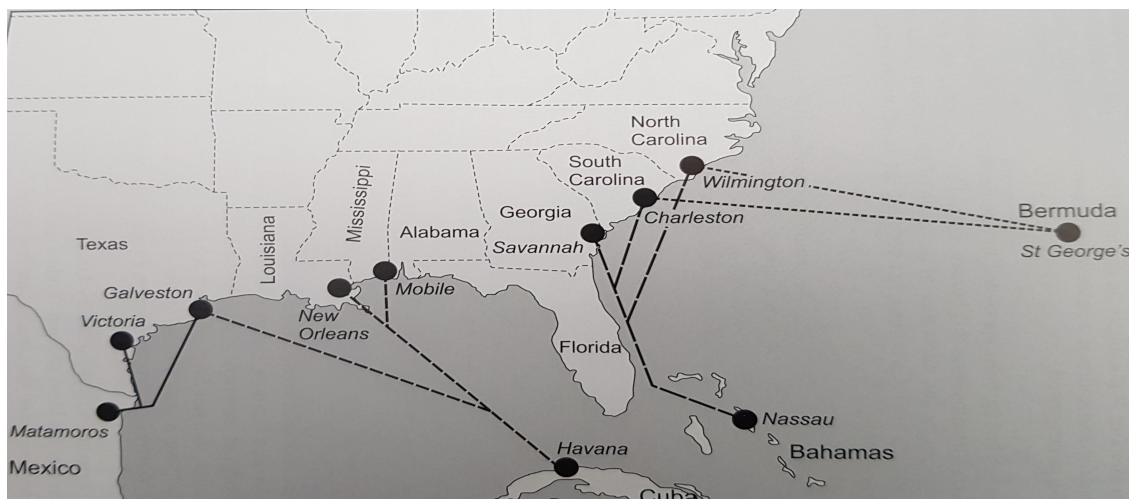 North
Carolina
South
Carolina
Wilmington
Georgia
Charleston
Bermuda
Mississippi
Alabama
Savannah
St George's
Texas
Louisiana
Galveston
Mobile
Victoria
New
Orleans
Florida
Matamoros
Nassau
Havana
Bahamas
Mexico
Cuba